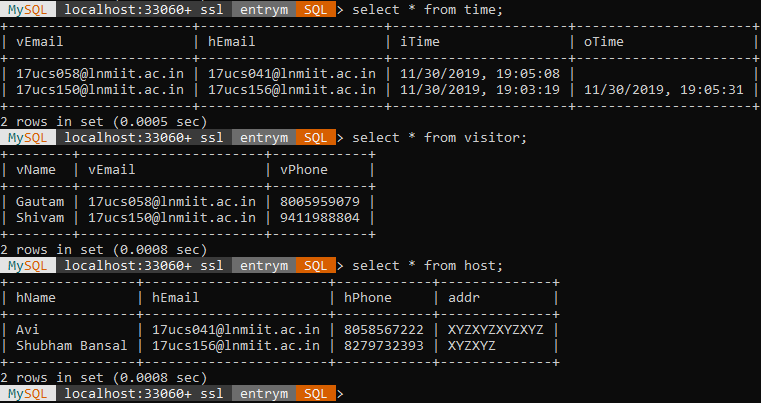 MySQL localhost:33060+ ssl entrym SQL > select * from time;
+--------------------+--------------------+----------------------+----------------------+
| vEmail | hEmail | iTime | oTime |
+--------------------+--------------------+----------------------+----------------------+
| 17ucs058@lnmiit.ac.in | 17ucs041@lnmiit.ac.in | 11/30/2019, 19:05:08 | |
| 17ucs150@lnmiit.ac.in | 17ucs156@lnmiit.ac.in | 11/30/2019, 19:03:19 | 11/30/2019, 19:05:31 |
+--------------------+--------------------+----------------------+----------------------+
2 rows in set (0.0005 sec)
MySQL localhost:33060+ ssl entrym SQL > select * from visitor;
+--------+-----------------------+------------+
| vName | vEmail | vPhone |
+--------+-----------------------+------------+
| Gautam | 17ucs058@lnmiit.ac.in | 8005959079 |
| Shivam | 17ucs150@lnmiit.ac.in | 9411988804 |
+--------+-----------------------+------------+
2 rows in set (0.0008 sec)
MySQL localhost:33060+ ssl entrym SQL > select * from host;
+----------------+-----------------------+------------+--------------+
| hName | hEmail | hPhone | addr |
+----------------+-----------------------+------------+--------------+
| Avi | 17ucs041@lnmiit.ac.in | 8058567222 | XYZXYZXYZXYZ |
| Shubham Bansal | 17ucs156@lnmiit.ac.in | 8279732393 | XYZXYZ |
+----------------+-----------------------+------------+--------------+
2 rows in set (0.0008 sec)
MySQL localhost:33060+ ssl entrym SQL >